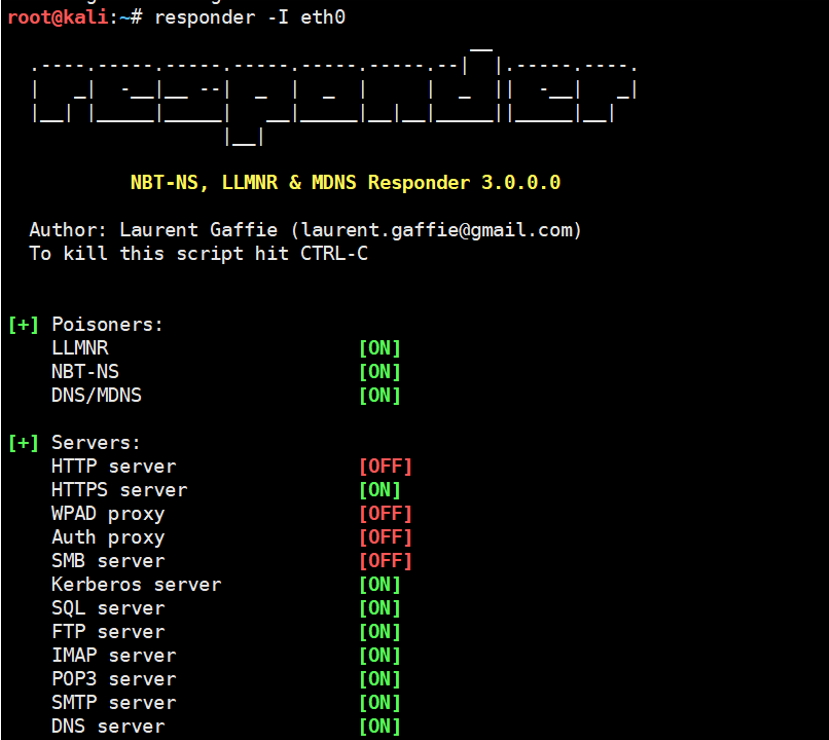 root@kali:~# responder -I eth0
responder
NBT-NS, LLMNR & MDNS Responder 3.0.0.0
Author: Laurent Gaffie (laurent.gaffie@gmail.com)
To kill this script hit CTRL-C
[+] Poisoners:
LLMNR [ON]
NBT-NS [ON]
DNS/MDNS [ON]
[+] Servers:
HTTP server [OFF]
HTTPS server [ON]
WPAD proxy [OFF]
Auth proxy [OFF]
SMB server [OFF]
Kerberos server [ON]
SQL server [ON]
FTP server [ON]
IMAP server [ON]
POP3 server [ON]
SMTP server [ON]
DNS server [ON]